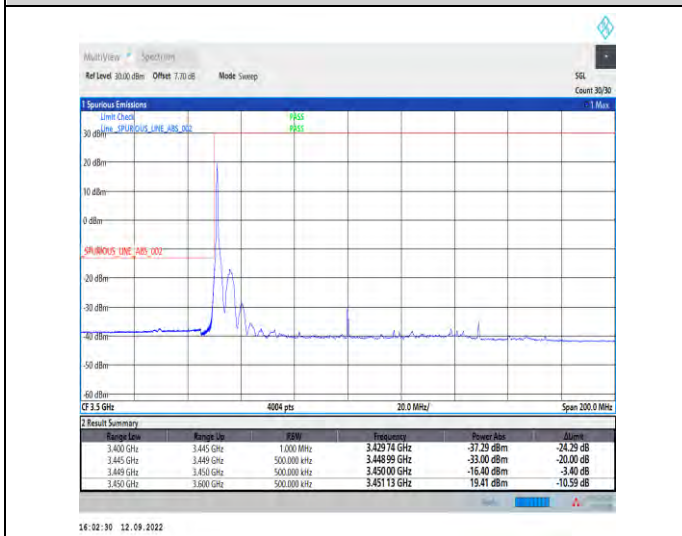 MultiView Spectrum
Ref Level 30.00 dBm Offset 7.70 dB Mode Sweep SGL
Count 30/30
1 Spurious Emissions 1 Max
Limit Check PASS
Line _SPURIOUS_LINE_ABS_002 PASS
30 dBm
20 dBm
10 dBm
0 dBm
_SPURIOUS_LINE_ABS_002
-20 dBm
-30 dBm
-40 dBm
-50 dBm
-60 dBm
CF 3.5 GHz 4004 pts 20.0 MHz/ Span 200.0 MHz
2 Result Summary
Range Low Range Up RBW Frequency Power Abs ΔLimit
3.400 GHz 3.445 GHz 1.000 MHz 3.429 74 GHz -37.29 dBm -24.29 dB
3.445 GHz 3.449 GHz 500.000 kHz 3.448 99 GHz -33.00 dBm -20.00 dB
3.449 GHz 3.450 GHz 500.000 kHz 3.450 00 GHz -16.40 dBm -3.40 dB
3.450 GHz 3.600 GHz 500.000 kHz 3.451 13 GHz 19.41 dBm -10.59 dB
16:02:30 12.09.2022